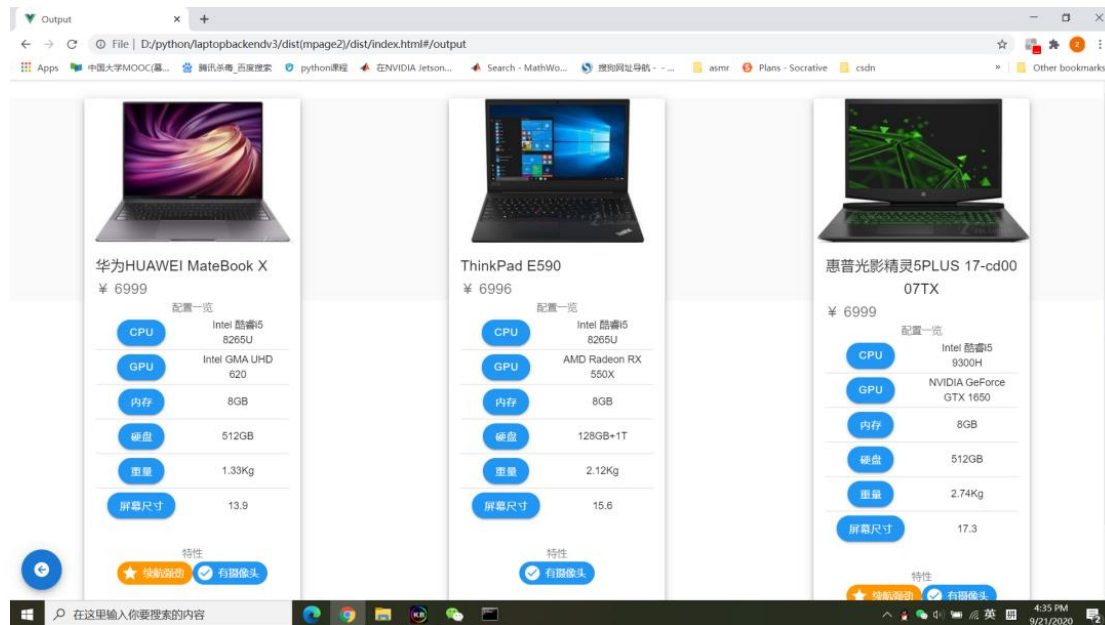 Output
File | D:/python/laptopbackendv3/dist(mpage2)/dist/index.html#/output
Apps
中国大学MOOC(幕...
腾讯杀毒_百度搜索
python课程
在NVIDIA Jetson...
Search - MathWo...
搜狗网址导航 - ~...
asmr
Plans - Socrative
csdn
»
Other bookmarks
华为HUAWEI MateBook X
¥ 6999
配置一览
CPU
Intel 酷睿i5
8265U
GPU
Intel GMA UHD
620
内存
8GB
硬盘
512GB
重量
1.33Kg
屏幕尺寸
13.9
特性
续航强劲
有摄像头
ThinkPad E590
¥ 6996
配置一览
CPU
Intel 酷睿i5
8265U
GPU
AMD Radeon RX
550X
内存
8GB
硬盘
128GB+1T
重量
2.12Kg
屏幕尺寸
15.6
特性
有摄像头
惠普光影精灵5PLUS 17-cd00
07TX
¥ 6999
配置一览
CPU
Intel 酷睿i5
9300H
GPU
NVIDIA GeForce
GTX 1650
内存
8GB
硬盘
512GB
重量
2.74Kg
屏幕尺寸
17.3
特性
续航强劲
有摄像头
在这里输入你要搜索的内容
英
4:35 PM
9/21/2020